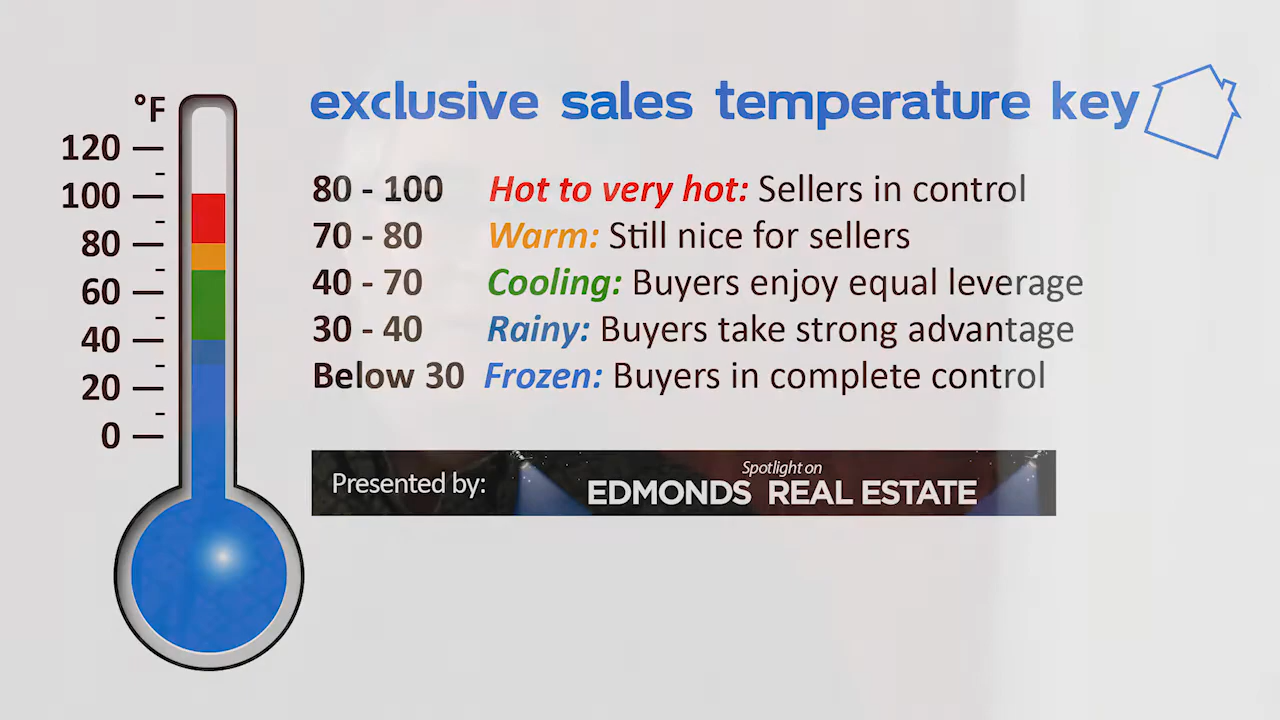 exclusive sales temperature key
°F
120
100
80
60
40
20
0
80 - 100 Hot to very hot: Sellers in control
70 - 80 Warm: Still nice for sellers
40 - 70 Cooling: Buyers enjoy equal leverage
30 - 40 Rainy: Buyers take strong advantage
Below 30 Frozen: Buyers in complete control
Presented by:
Spotlight on
EDMONDS REAL ESTATE